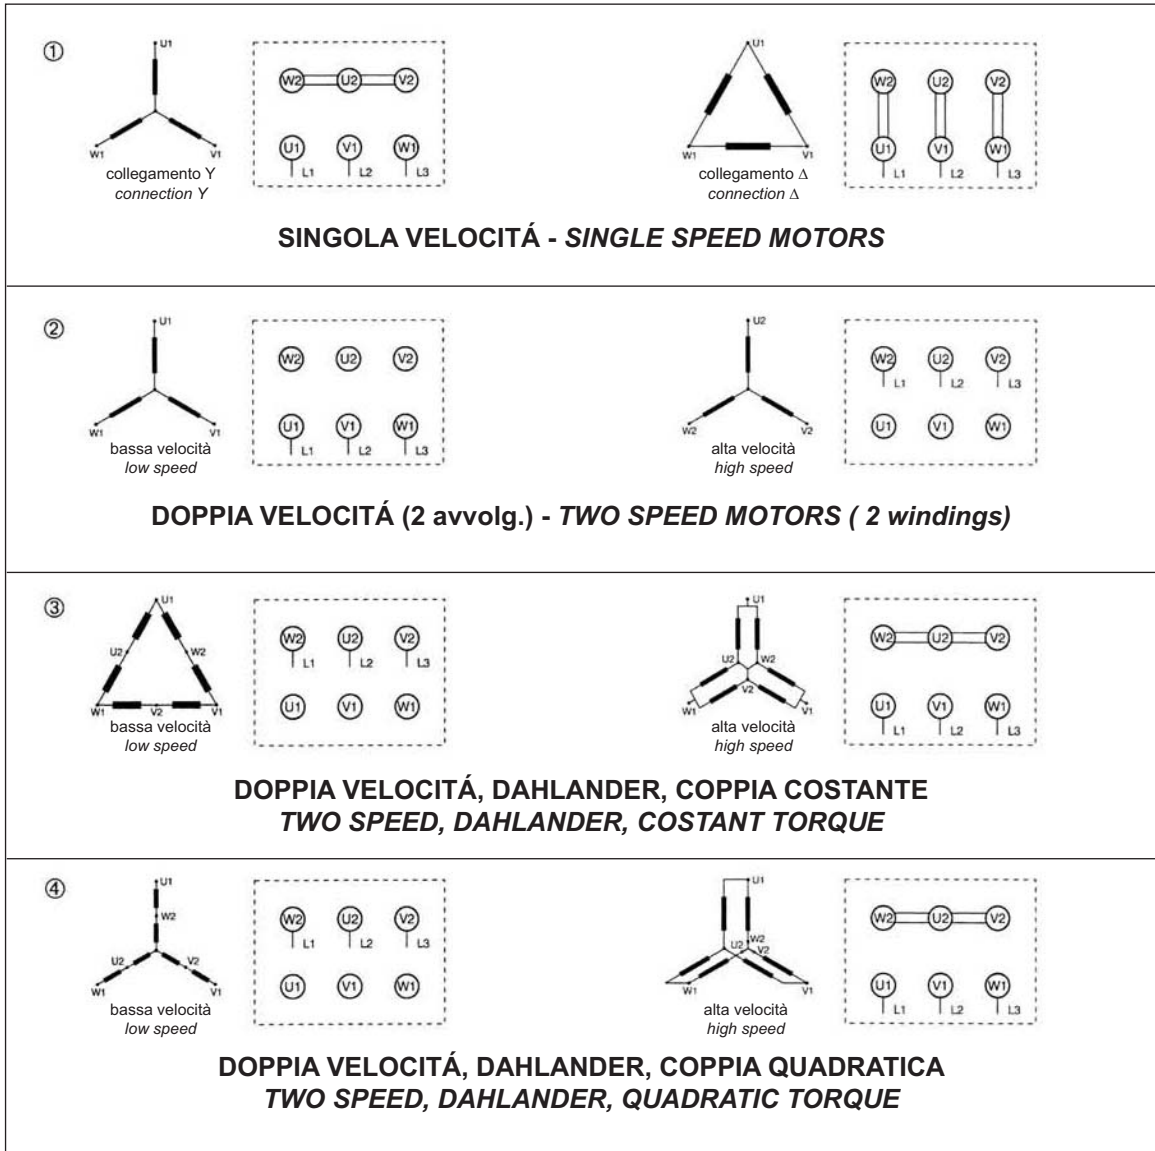 ①
U1
W1
V1
collegamento Y
connection Y
W2 U2 V2
U1 V1 W1
L1 L2 L3
U1
W1
V1
collegamento Δ
connection Δ
W2 U2 V2
U1 V1 W1
L1 L2 L3
SINGOLA VELOCITÁ - SINGLE SPEED MOTORS
②
U1
W1
V1
bassa velocità
low speed
W2 U2 V2
U1 V1 W1
L1 L2 L3
U2
W2
V2
alta velocità
high speed
W2 U2 V2
L1 L2 L3
U1 V1 W1
DOPPIA VELOCITÁ (2 avvolg.) - TWO SPEED MOTORS ( 2 windings)
③
U1
U2 W2
W1 V2 V1
bassa velocità
low speed
W2 U2 V2
L1 L2 L3
U1 V1 W1
U1
U2 W2
V2
W1 V1
alta velocità
high speed
W2 U2 V2
U1 V1 W1
L1 L2 L3
DOPPIA VELOCITÁ, DAHLANDER, COPPIA COSTANTE
TWO SPEED, DAHLANDER, COSTANT TORQUE
④
U1
W2
U2 V2
W1 V1
bassa velocità
low speed
W2 U2 V2
L1 L2 L3
U1 V1 W1
U1
W2
U2 V2
W1 V1
alta velocità
high speed
W2 U2 V2
U1 V1 W1
L1 L2 L3
DOPPIA VELOCITÁ, DAHLANDER, COPPIA QUADRATICA
TWO SPEED, DAHLANDER, QUADRATIC TORQUE